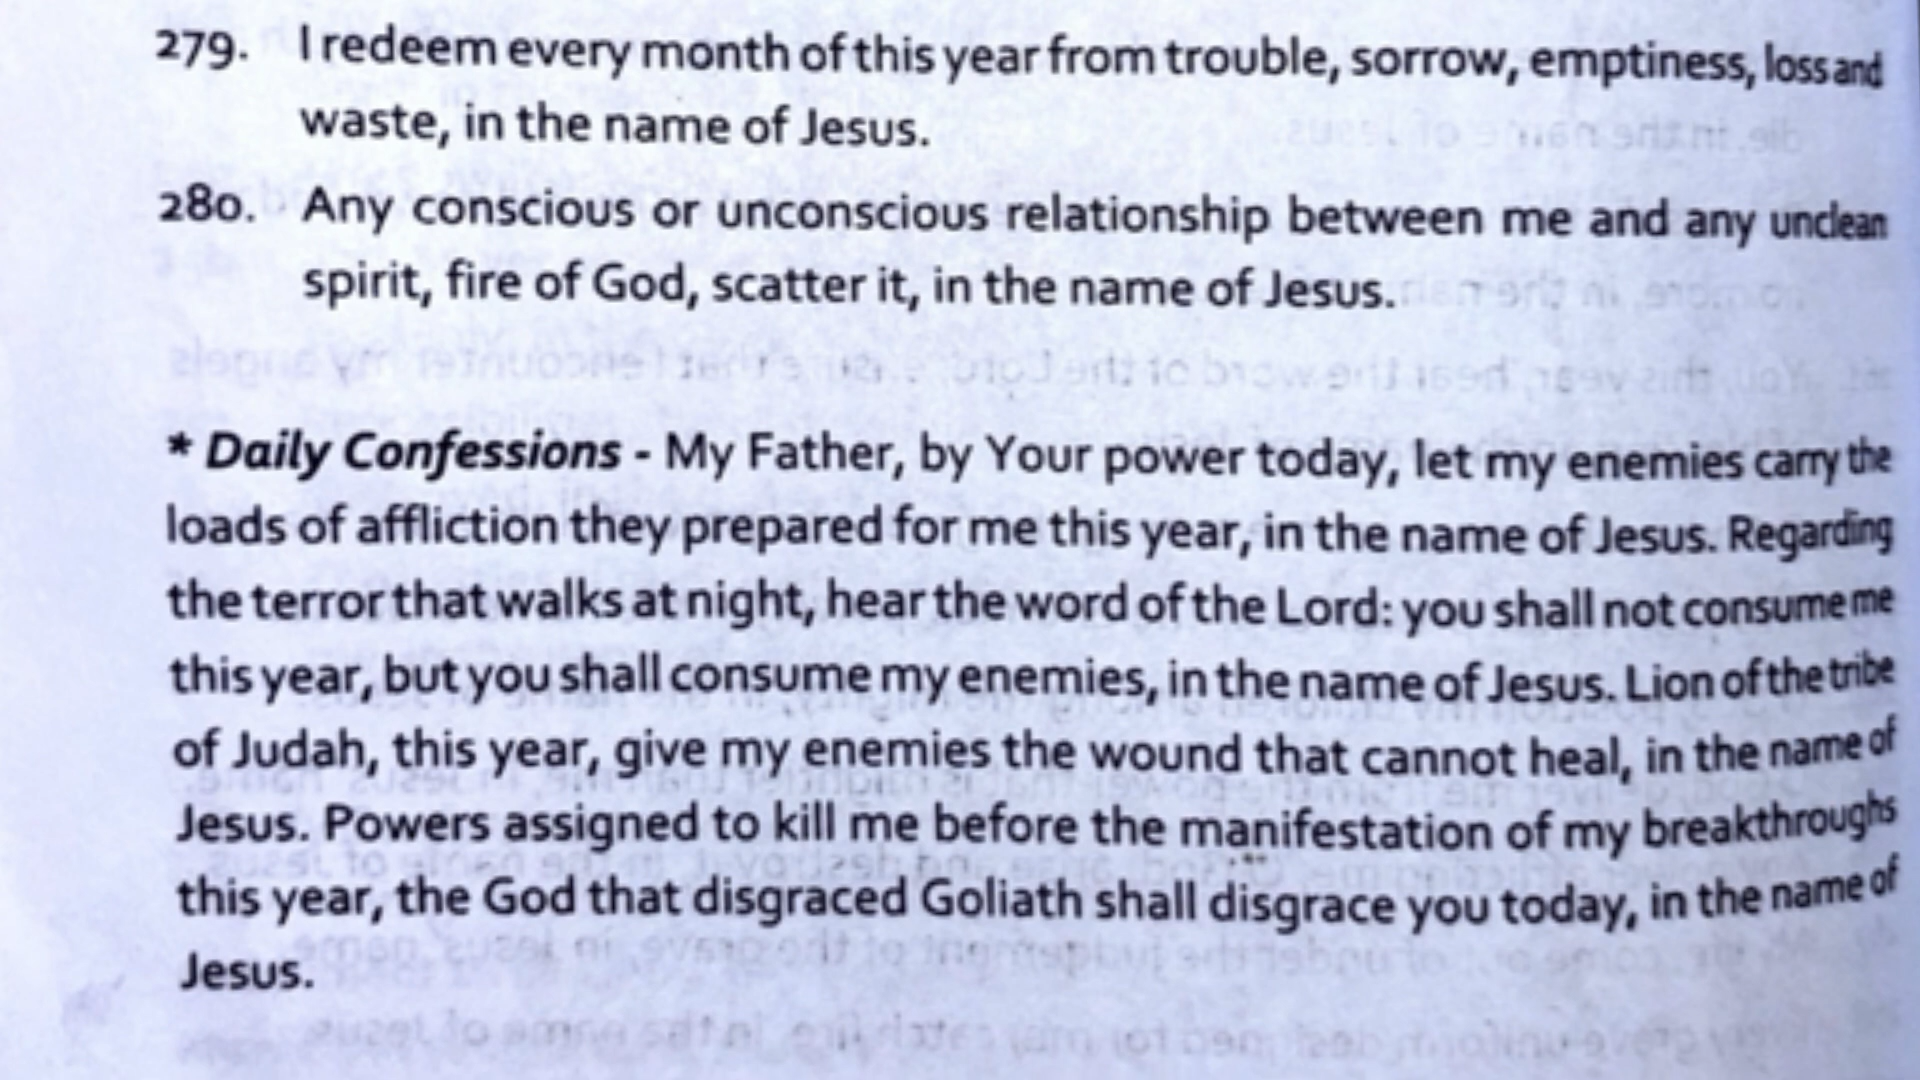 279. I redeem every month of this year from trouble, sorrow, emptiness, loss and
waste, in the name of Jesus.
280. Any conscious or unconscious relationship between me and any unclean
spirit, fire of God, scatter it, in the name of Jesus.
* Daily Confessions - My Father, by Your power today, let my enemies carry the
loads of affliction they prepared for me this year, in the name of Jesus. Regarding
the terror that walks at night, hear the word of the Lord: you shall not consume me
this year, but you shall consume my enemies, in the name of Jesus. Lion of the tribe
of Judah, this year, give my enemies the wound that cannot heal, in the name of
Jesus. Powers assigned to kill me before the manifestation of my breakthroughs
this year, the God that disgraced Goliath shall disgrace you today, in the name of
Jesus.